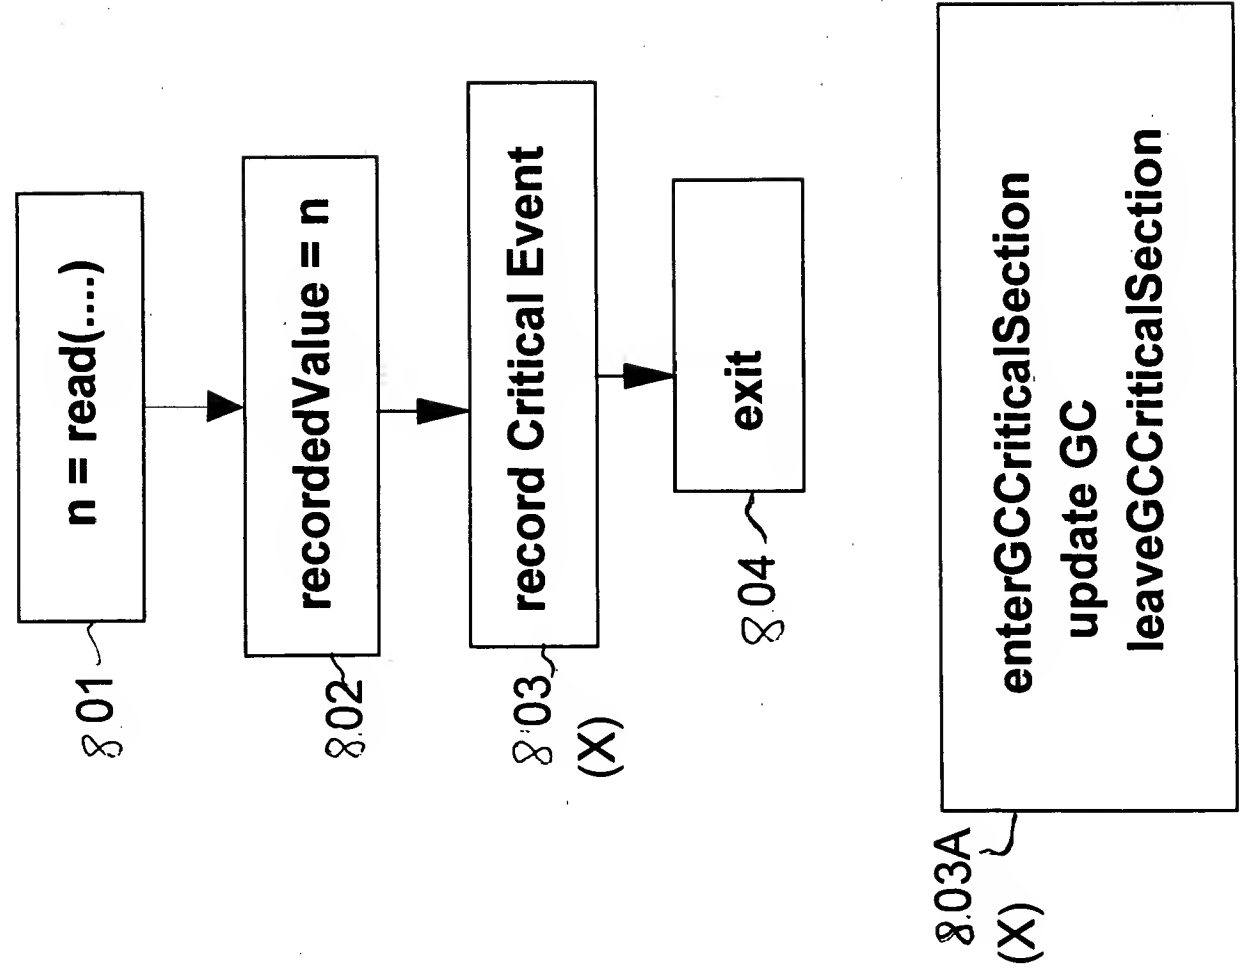 n = read(....)
801
recordedValue = n
802
record Critical Event
803
(X)
exit
804
enterGCCriticalSection
update GC
leaveGCCriticalSection
803A
(X)